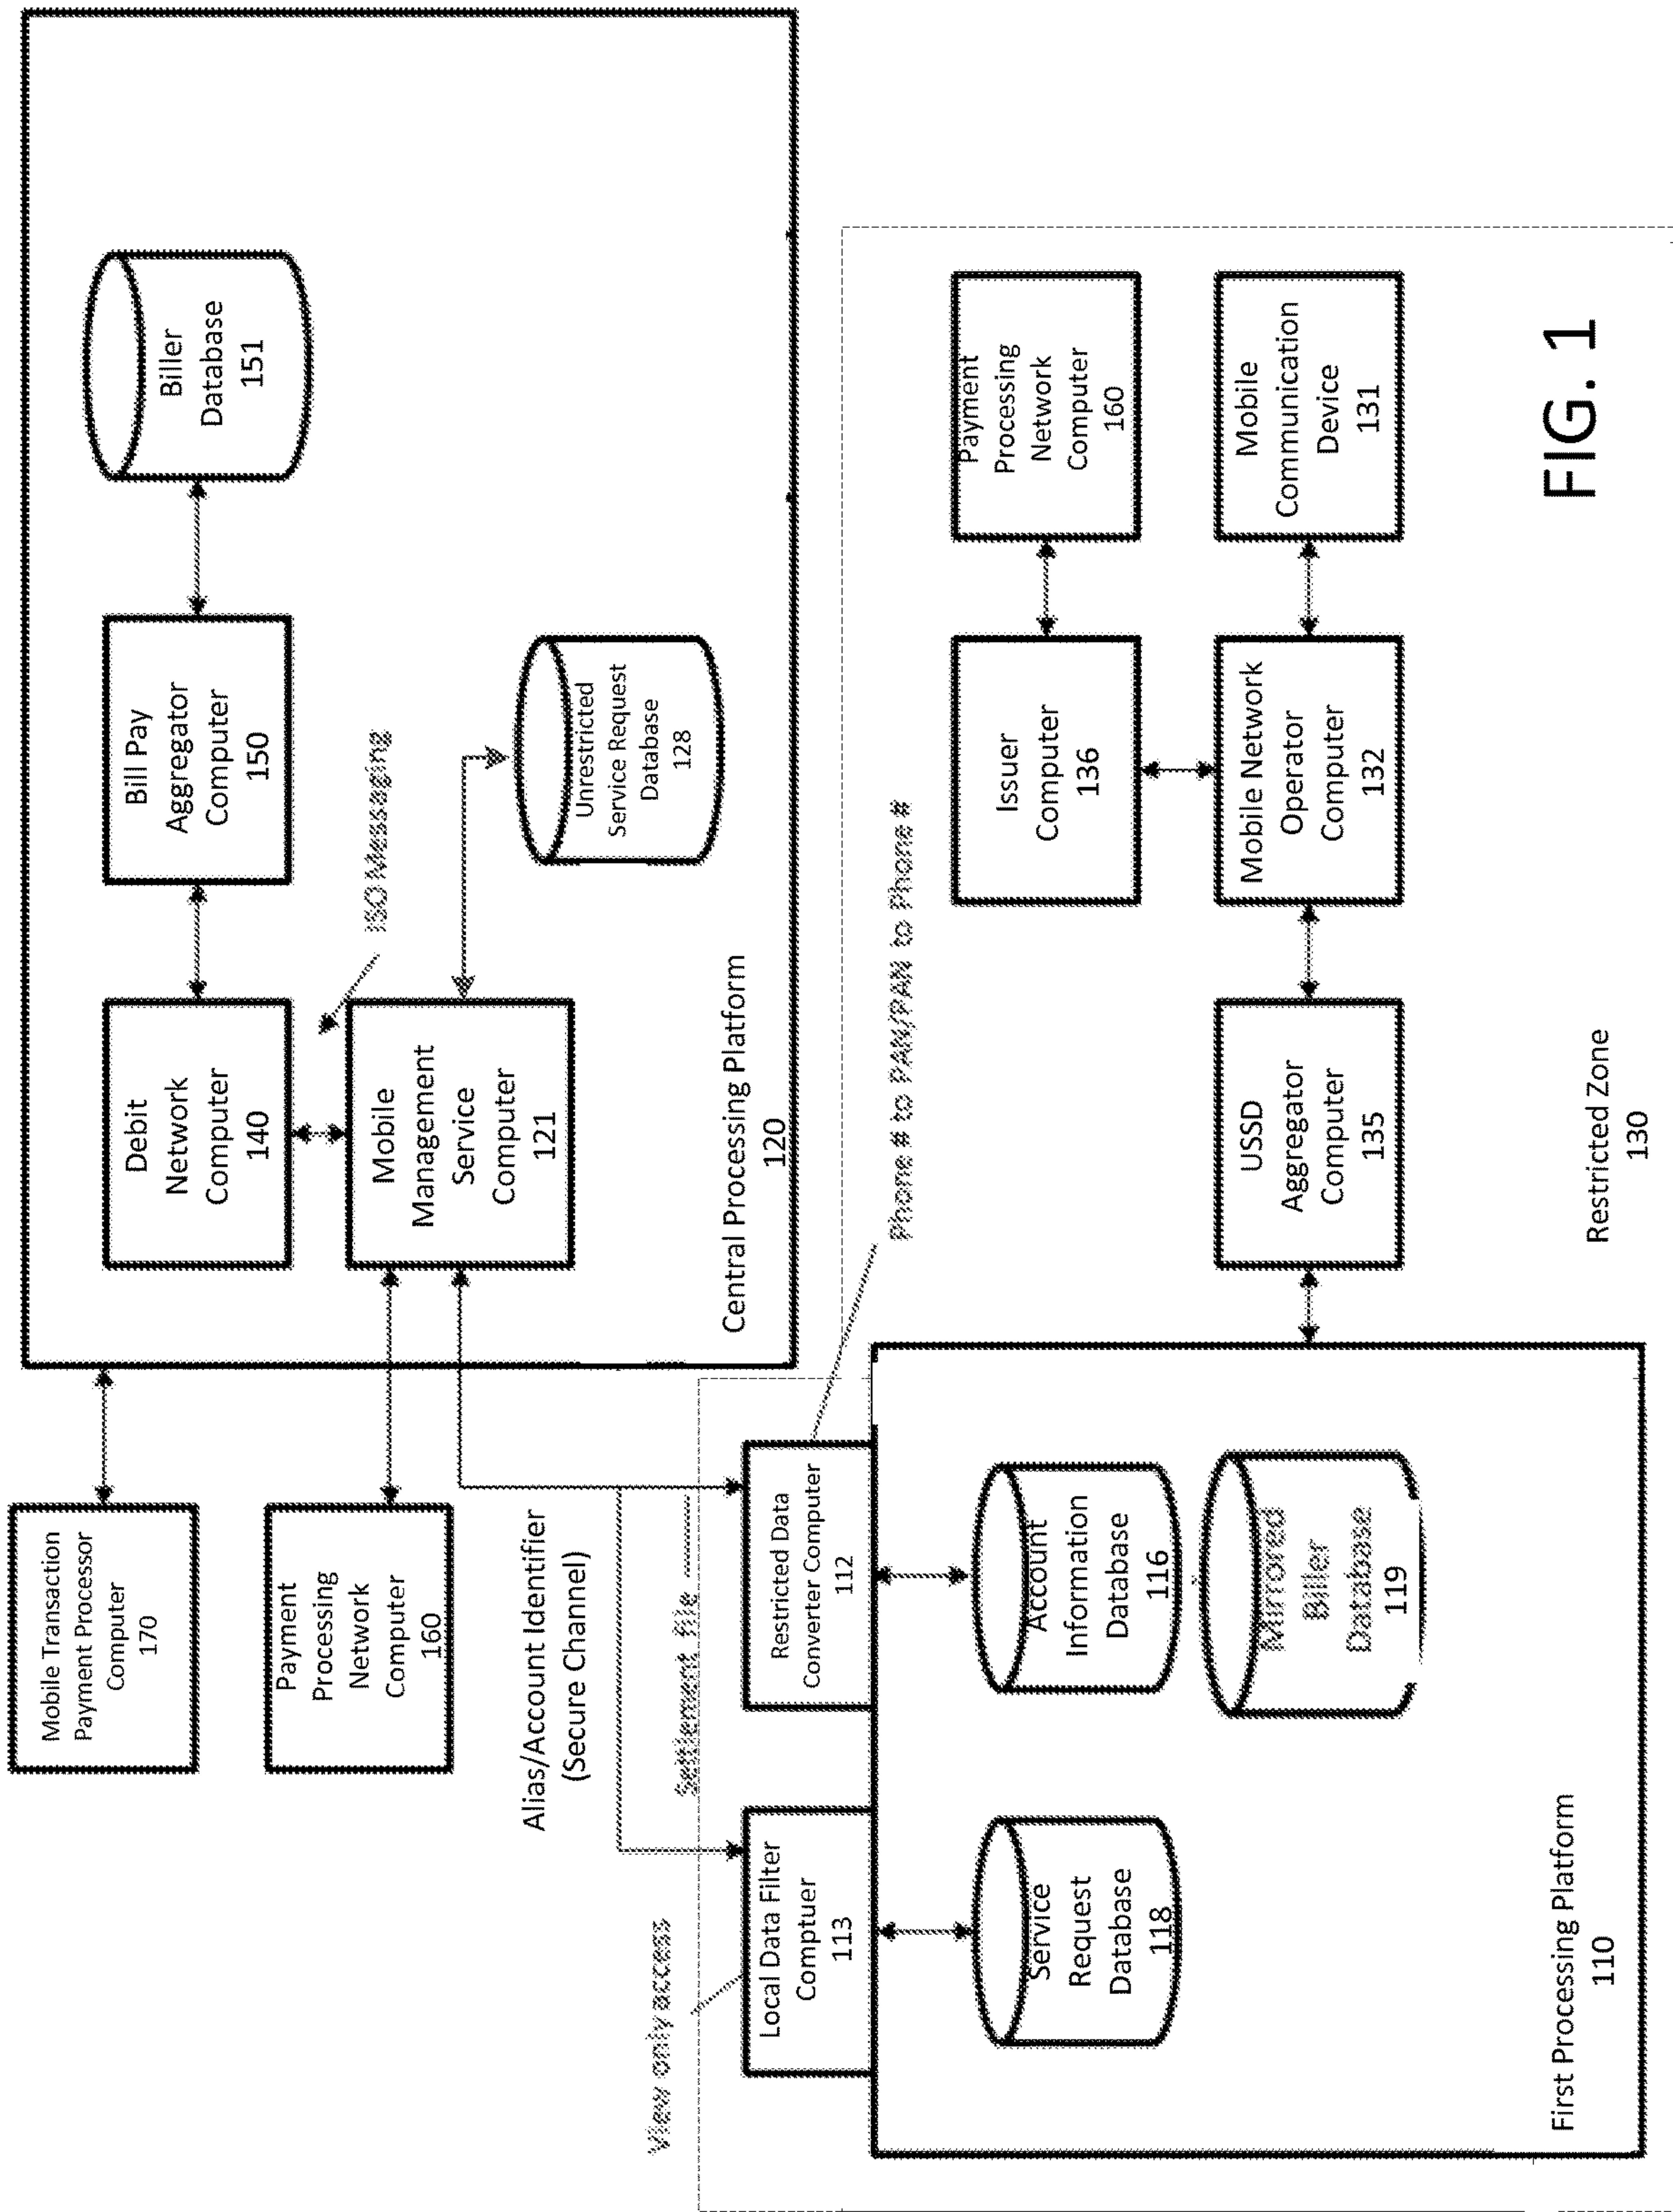 Mobile Transaction
Payment Processor
Computer
170
Payment
Processing
Network
Computer
160
Debit
Network
Computer
140
Bill Pay
Aggregator
Computer
150
Biller
Database
151
ISO Messaging
Mobile
Management
Service
Computer
121
Unrestricted
Service Request
Database
128
Central Processing Platform
120
Alias/Account Identifier
(Secure Channel)
Settlement file
View only access
Phone # to PAN/PAN to Phone #
Local Data Filter
Comptuer
113
Restricted Data
Converter Computer
112
Service
Request
Database
118
Account
Information
Database
116
Mirrored
Biller
Database
119
First Processing Platform
110
Issuer
Computer
136
Payment
Processing
Network
Computer
160
USSD
Aggregator
Computer
135
Mobile Network
Operator
Computer
132
Mobile
Communication
Device
131
Restricted Zone
130
FIG. 1